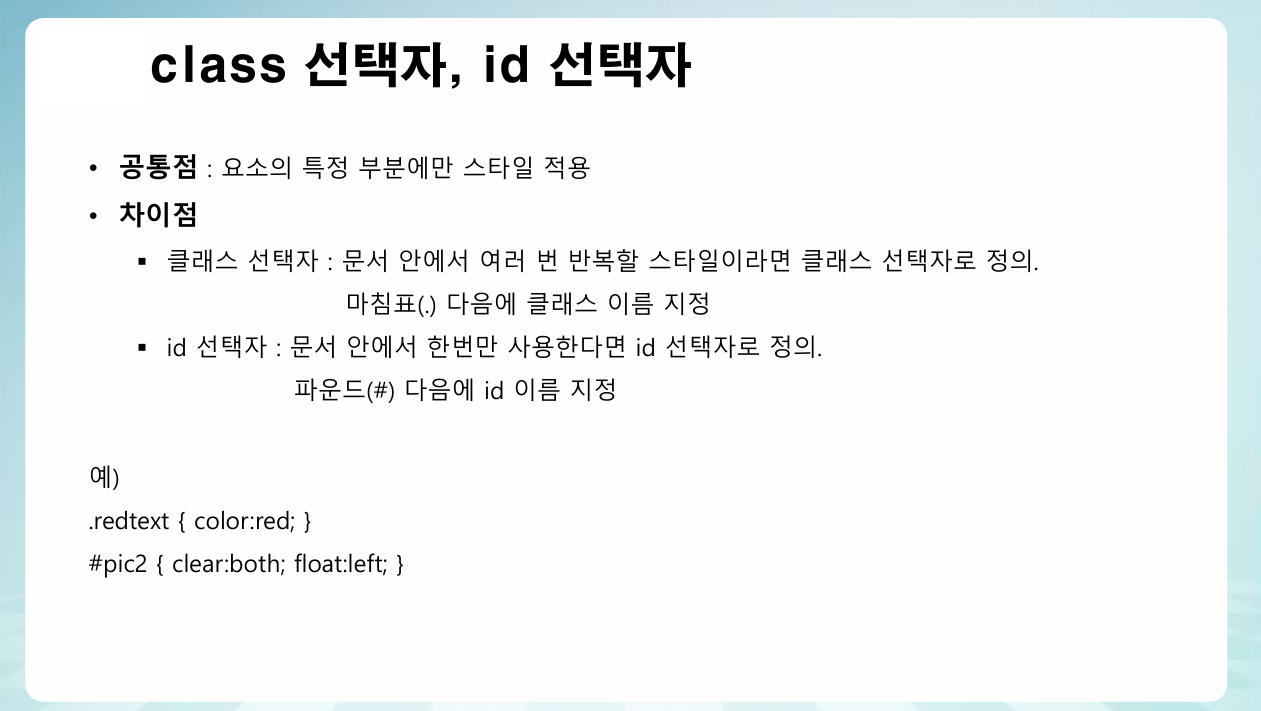 class 선택자, id 선택자
• 공통점 : 요소의 특정 부분에만 스타일 적용
• 차이점
▪ 클래스 선택자 : 문서 안에서 여러 번 반복할 스타일이라면 클래스 선택자로 정의.
마침표(.) 다음에 클래스 이름 지정
▪ id 선택자 : 문서 안에서 한번만 사용한다면 id 선택자로 정의.
파운드(#) 다음에 id 이름 지정
예)
.redtext { color:red; }
#pic2 { clear:both; float:left; }